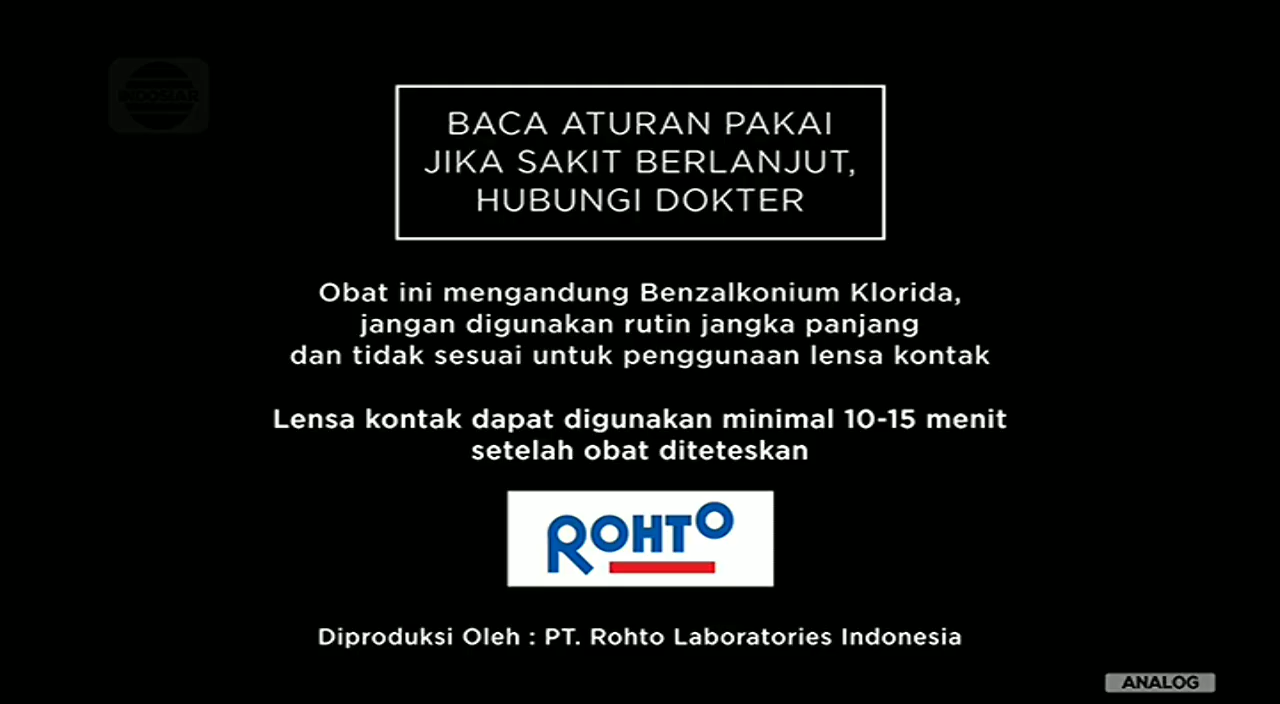 INDOSIAR
BACA ATURAN PAKAI
JIKA SAKIT BERLANJUT,
HUBUNGI DOKTER
Obat ini mengandung Benzalkonium Klorida,
jangan digunakan rutin jangka panjang
dan tidak sesuai untuk penggunaan lensa kontak
Lensa kontak dapat digunakan minimal 10-15 menit
setelah obat diteteskan
ROHTO
Diproduksi Oleh : PT. Rohto Laboratories Indonesia
ANALOG